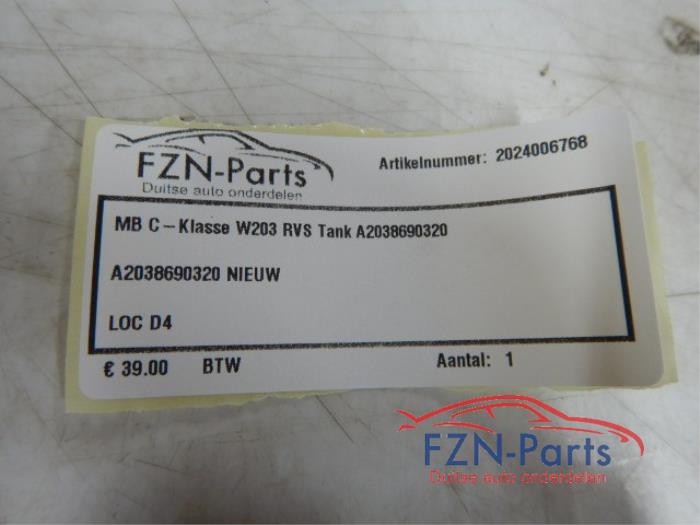 FZN-Parts
Duitse auto onderdelen
Artikelnummer: 2024006768
MB C-Klasse W203 RVS Tank A2038690320
A2038690320 NIEUW
LOC D4
€ 39.00 BTW Aantal: 1
FZN-Parts
Duitse auto onderdelen